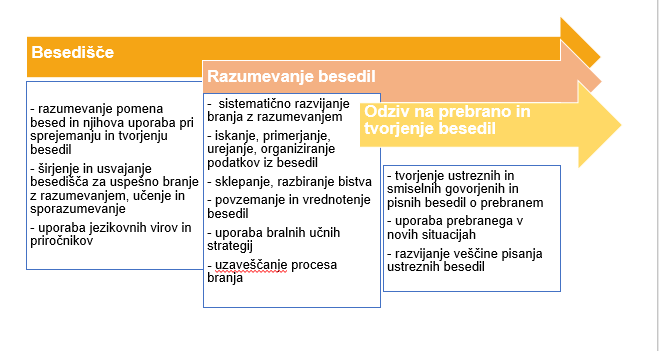 Besedišče
- razumevanje pomena
besed in njihova uporaba pri
sprejemanju in tvorjenju
besedil
- širjenje in usvajanje
besedišča za uspešno branje
z razumevanjem, učenje in
sporazumevanje
- uporaba jezikovnih virov in
priročnikov
Razumevanje besedil
- sistematično razvijanje
branja z razumevanjem
- iskanje, primerjanje,
urejanje, organiziranje
podatkov iz besedil
- sklepanje, razbiranje bistva
- povzemanje in vrednotenje
besedil
- uporaba bralnih učnih
strategij
- uzaveščanje procesa
branja
Odziv na prebrano in
tvorjenje besedil
- tvorjenje ustreznih in
smiselnih govorjenih in
pisnih besedil o prebranem
- uporaba prebranega v
novih situacijah
- razvijanje veščine pisanja
ustreznih besedil